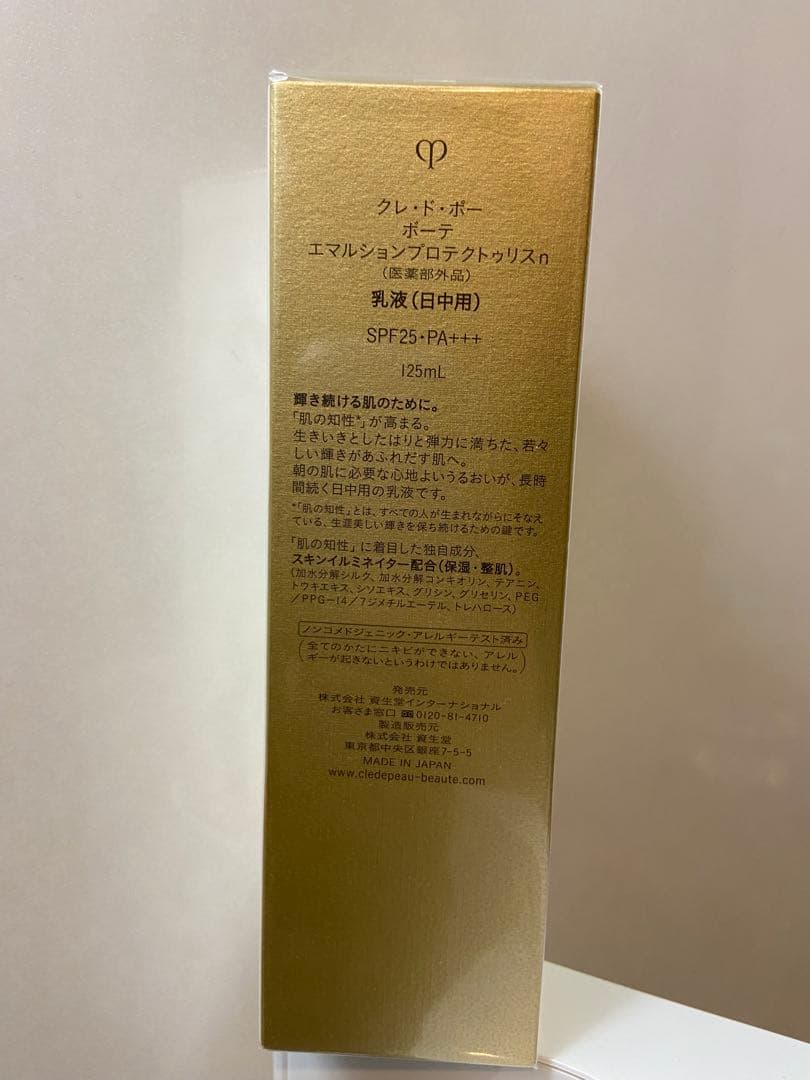 クレ・ド・ポー
ボーテ
エマルションプロテクトゥリスn
(医薬部外品)
乳液(日中用)
SPF25・PA+++
125mL
輝き続ける肌のために。
「肌の知性*」が高まる。
生きいきとしたはりと弾力に満ちた、若々
しい輝きがあふれだす肌へ。
朝の肌に必要な心地よいうるおいが、長時
間続く日中用の乳液です。
*「肌の知性」とは、すべての人が生まれながらにそなえ
ている、生涯美しい輝きを保ち続けるための鍵です。
「肌の知性」に着目した独自成分、
スキンイルミネイター配合(保湿・整肌)。
(加水分解シルク、加水分解コンキオリン、テアニン、
トウキエキス、シソエキス、グリシン、グリセリン、PEG
/PPG-14/7ジメチルエーテル、トレハロース)
ノンコメドジェニック・アレルギーテスト済み
(全てのかたにニキビができない、アレル
ギーが起きないというわけではありません。)
発売元
株式会社 資生堂インターナショナル
お客さま窓口 0120-81-4710
製造販売元
株式会社 資生堂
東京都中央区銀座7-5-5
MADE IN JAPAN
www.cledepeau-beaute.com